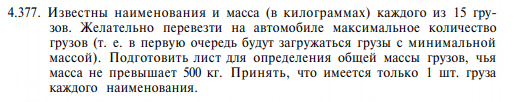 4.377. Известны наименования и масса (в килограммах) каждого из 15 гру-
зов. Желательно перевезти на автомобиле максимальное количество
грузов (т. е. в первую очередь будут загружаться грузы с минимальной
массой). Подготовить лист для определения общей массы грузов, чья
масса не превышает 500 кг. Принять, что имеется только 1 шт. груза
каждого наименования.